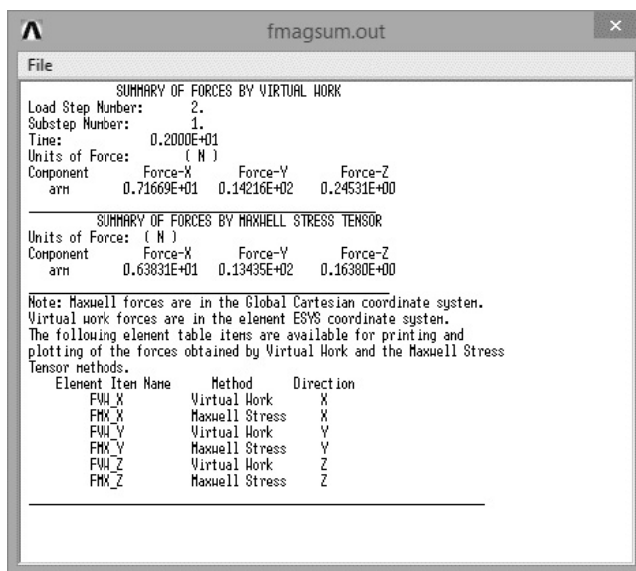 fmagsum.out
File
SUMMARY OF FORCES BY VIRTUAL WORK
Load Step Number: 2.
Substep Number: 1.
Time: 0.2000E+01
Units of Force: ( N )
Component Force-X Force-Y Force-Z
arm 0.71669E+01 0.14216E+02 0.24531E+00
SUMMARY OF FORCES BY MAXWELL STRESS TENSOR
Units of Force: ( N )
Component Force-X Force-Y Force-Z
arm 0.63831E+01 0.13435E+02 0.16380E+00
Note: Maxwell forces are in the Global Cartesian coordinate system.
Virtual work forces are in the element ESYS coordinate system.
The following element table items are available for printing and
plotting of the forces obtained by Virtual Work and the Maxwell Stress
Tensor methods.
Element Item Name Method Direction
FVW_X Virtual Work X
FMX_X Maxwell Stress X
FVW_Y Virtual Work Y
FMX_Y Maxwell Stress Y
FVW_Z Virtual Work Z
FMX_Z Maxwell Stress Z